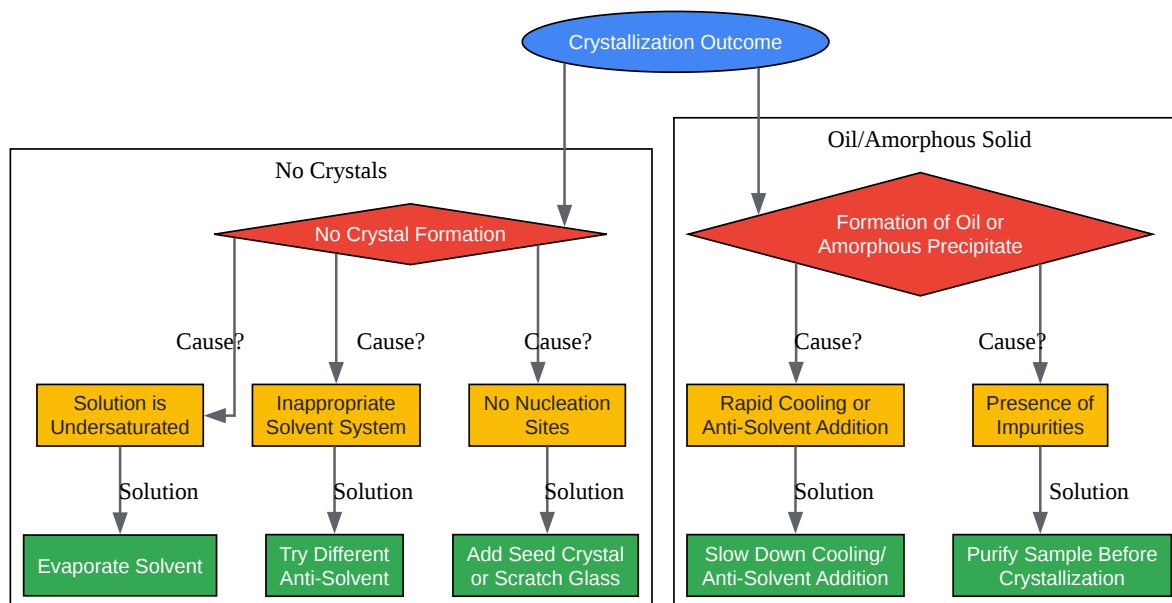 Crystallization Outcome
Oil/Amorphous Solid
No Crystals
No Crystal Formation
Formation of Oil or
Amorphous Precipitate
Cause?
Cause?
Cause?
Cause?
Cause?
Solution is
Undersaturated
Inappropriate
Solvent System
No Nucleation
Sites
Rapid Cooling or
Anti-Solvent Addition
Presence of
Impurities
Solution
Solution
Solution
Solution
Solution
Evaporate Solvent
Try Different
Anti-Solvent
Add Seed Crystal
or Scratch Glass
Slow Down Cooling/
Anti-Solvent Addition
Purify Sample Before
Crystallization